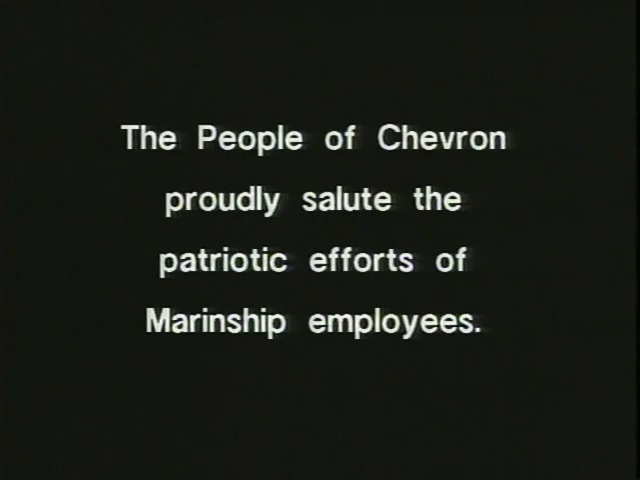 The People of Chevron
proudly salute the
patriotic efforts of
Marinship employees.